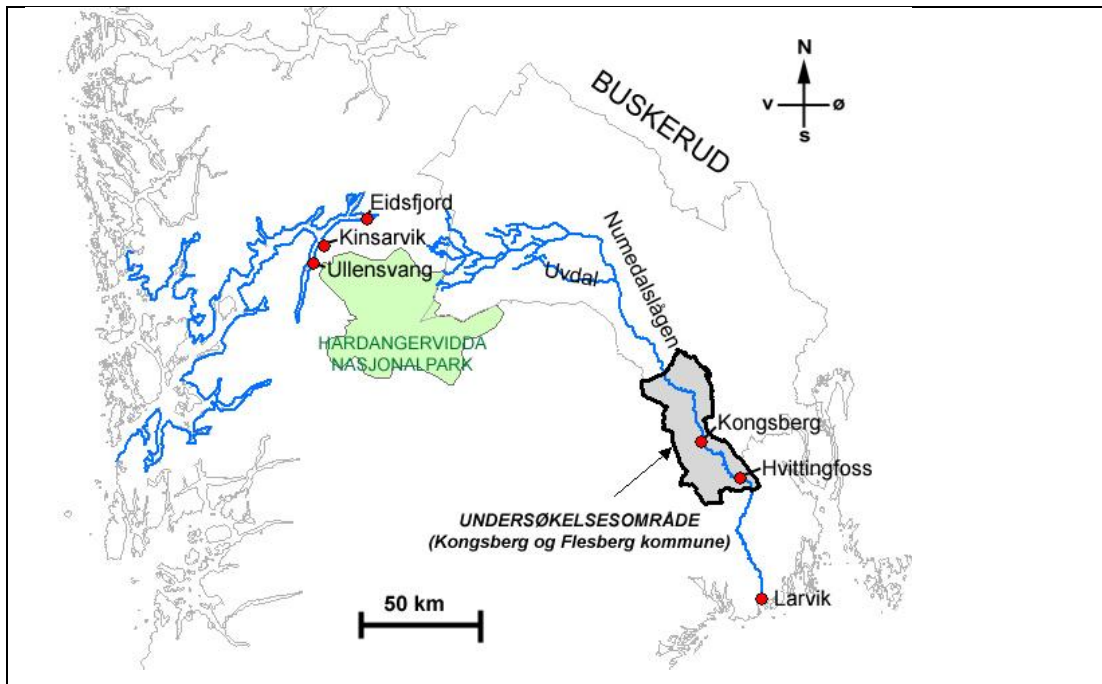 N
V
Ø
S
BUSKERUD
Eidsfjord
Kinsarvik
Ullensvang
Numedalslågen
Uvdal
HARDANGERVIDDA
NASJONALPARK
Kongsberg
Hvittingfoss
UNDERSØKELSESOMRÅDE
(Kongsberg og Flesberg kommune)
50 km
Larvik